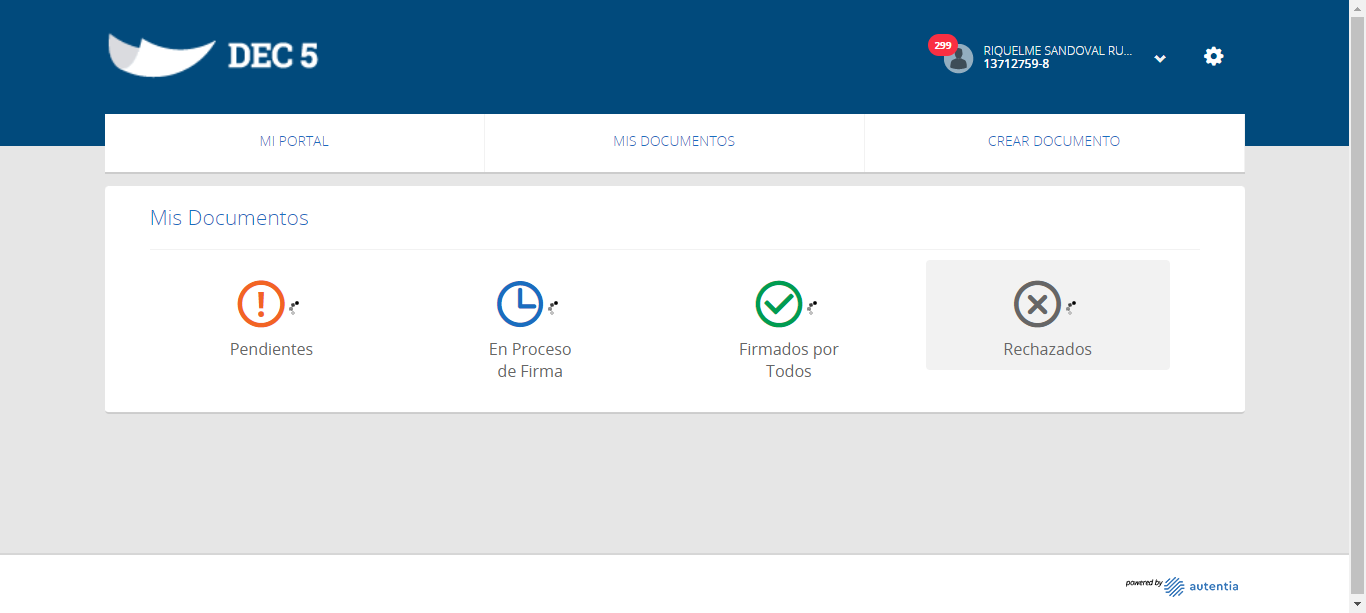 DEC 5
299
RIQUELME SANDOVAL RU...
13712759-8
MI PORTAL
MIS DOCUMENTOS
CREAR DOCUMENTO
Mis Documentos
Pendientes
En Proceso
de Firma
Firmados por
Todos
Rechazados
powered by autentia